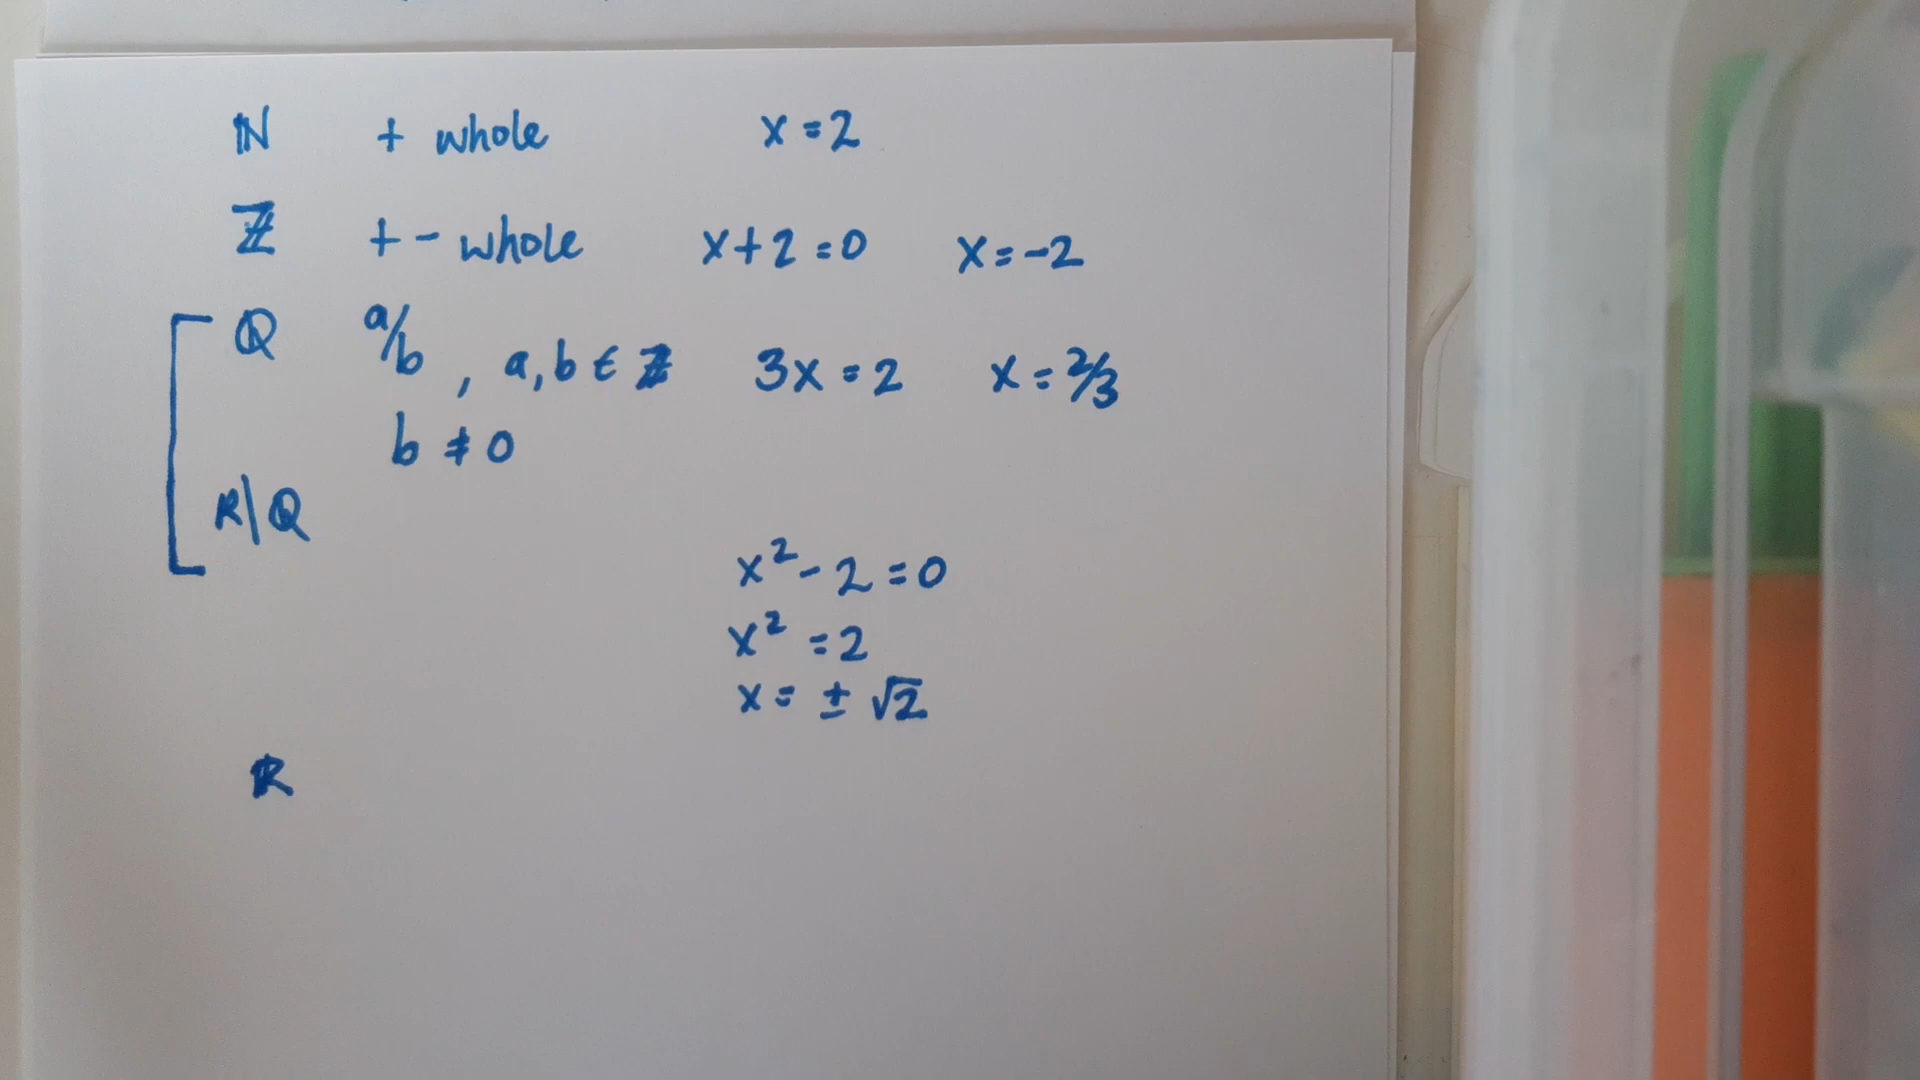 ℕ + whole x = 2
ℤ + - whole x + 2 = 0 x = -2
ℚ a/b , a, b ∈ ℤ 3x = 2 x = 2/3
b ≠ 0
R\ℚ
x² - 2 = 0
x² = 2
x = ± √2
ℝ